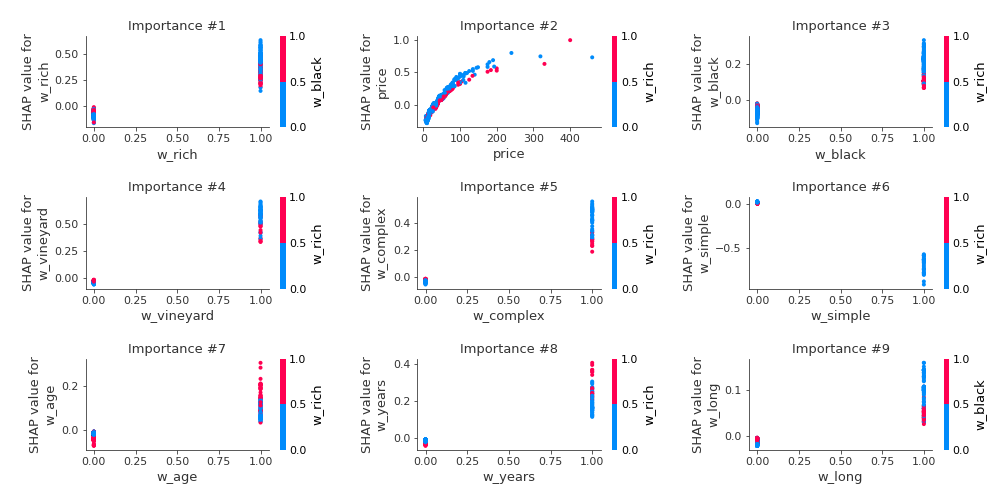 Importance #1
SHAP value for
w_rich
0.50
0.25
0.00
0.00 0.25 0.50 0.75 1.00
w_rich
1.0
0.5
0.0
w_black
Importance #2
SHAP value for
price
1.0
0.5
0.0
0 100 200 300 400
price
1.0
0.5
0.0
w_rich
Importance #3
SHAP value for
w_black
0.2
0.0
0.00 0.25 0.50 0.75 1.00
w_black
1.0
0.5
0.0
w_rich
Importance #4
SHAP value for
w_vineyard
0.50
0.25
0.00
0.00 0.25 0.50 0.75 1.00
w_vineyard
1.0
0.5
0.0
w_rich
Importance #5
SHAP value for
w_complex
0.4
0.2
0.0
0.00 0.25 0.50 0.75 1.00
w_complex
1.0
0.5
0.0
w_rich
Importance #6
SHAP value for
w_simple
0.0
−0.5
0.00 0.25 0.50 0.75 1.00
w_simple
1.0
0.5
0.0
w_rich
Importance #7
SHAP value for
w_age
0.2
0.0
0.00 0.25 0.50 0.75 1.00
w_age
1.0
0.5
0.0
w_rich
Importance #8
SHAP value for
w_years
0.4
0.2
0.0
0.00 0.25 0.50 0.75 1.00
w_years
1.0
0.5
0.0
w_rich
Importance #9
SHAP value for
w_long
0.1
0.0
0.00 0.25 0.50 0.75 1.00
w_long
1.0
0.5
0.0
w_black